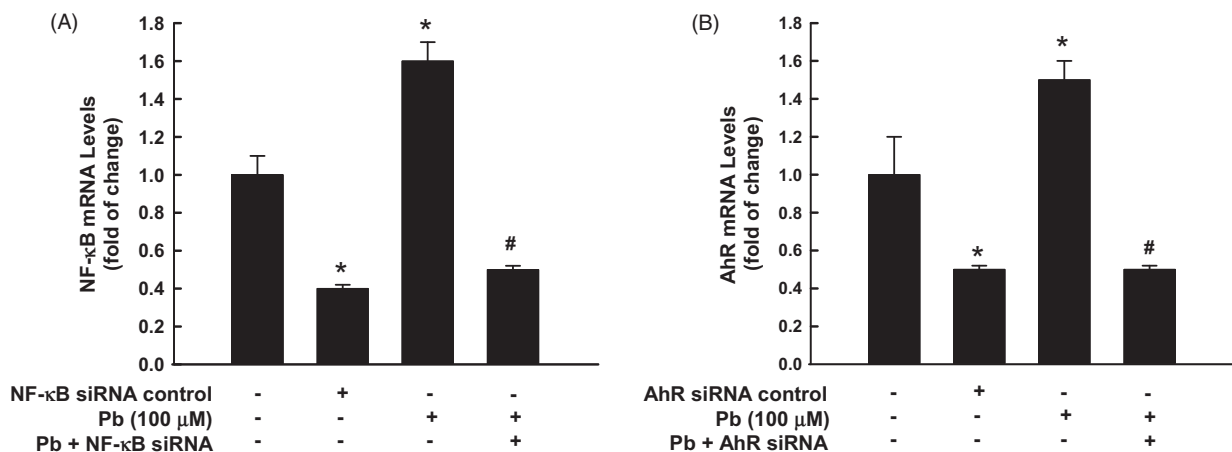 (A)
NF-κB mRNA Levels
(fold of change)
1.8
1.6
1.4
1.2
1.0
0.8
0.6
0.4
0.2
0.0
*
*
#
NF-κB siRNA control - + - -
Pb (100 μM) - - + +
Pb + NF-κB siRNA - - - +
(B)
AhR mRNA Levels
(fold of change)
1.8
1.6
1.4
1.2
1.0
0.8
0.6
0.4
0.2
0.0
*
*
#
AhR siRNA control - + - -
Pb (100 μM) - - + +
Pb + AhR siRNA - - - +